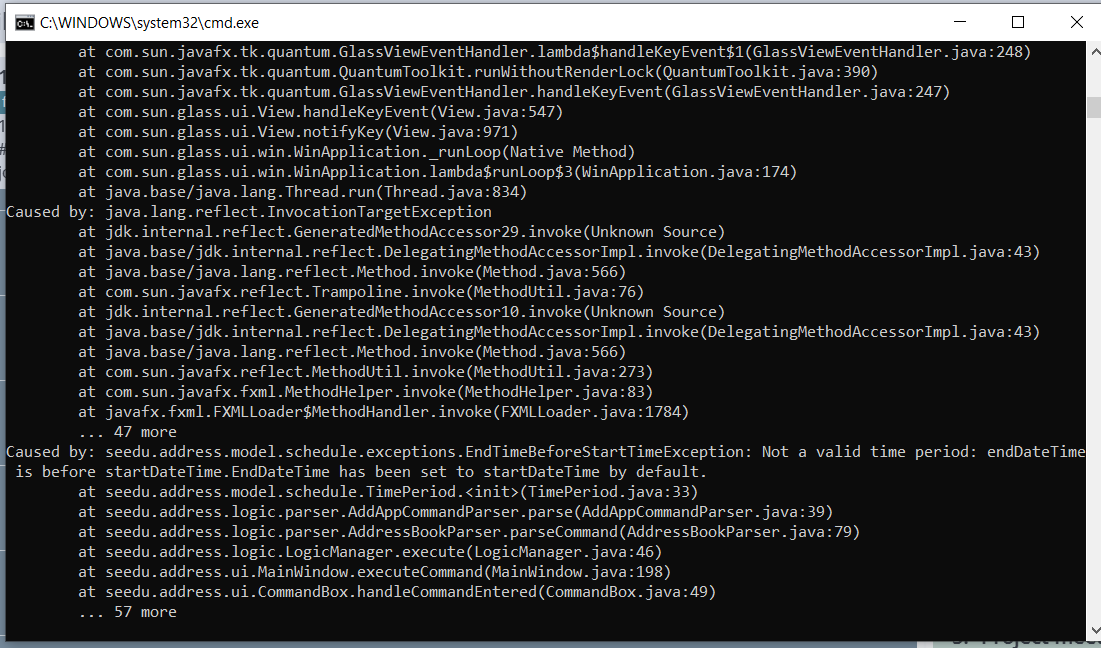 C:\WINDOWS\system32\cmd.exe
at com.sun.javafx.tk.quantum.GlassViewEventHandler.lambda$handleKeyEvent$1(GlassViewEventHandler.java:248)
at com.sun.javafx.tk.quantum.QuantumToolkit.runWithoutRenderLock(QuantumToolkit.java:390)
at com.sun.javafx.tk.quantum.GlassViewEventHandler.handleKeyEvent(GlassViewEventHandler.java:247)
at com.sun.glass.ui.View.handleKeyEvent(View.java:547)
at com.sun.glass.ui.View.notifyKey(View.java:971)
at com.sun.glass.ui.win.WinApplication._runLoop(Native Method)
at com.sun.glass.ui.win.WinApplication.lambda$runLoop$3(WinApplication.java:174)
at java.base/java.lang.Thread.run(Thread.java:834)
Caused by: java.lang.reflect.InvocationTargetException
at jdk.internal.reflect.GeneratedMethodAccessor29.invoke(Unknown Source)
at java.base/jdk.internal.reflect.DelegatingMethodAccessorImpl.invoke(DelegatingMethodAccessorImpl.java:43)
at java.base/java.lang.reflect.Method.invoke(Method.java:566)
at com.sun.javafx.reflect.Trampoline.invoke(MethodUtil.java:76)
at jdk.internal.reflect.GeneratedMethodAccessor10.invoke(Unknown Source)
at java.base/jdk.internal.reflect.DelegatingMethodAccessorImpl.invoke(DelegatingMethodAccessorImpl.java:43)
at java.base/java.lang.reflect.Method.invoke(Method.java:566)
at com.sun.javafx.reflect.MethodUtil.invoke(MethodUtil.java:273)
at com.sun.javafx.fxml.MethodHelper.invoke(MethodHelper.java:83)
at javafx.fxml.FXMLLoader$MethodHandler.invoke(FXMLLoader.java:1784)
... 47 more
Caused by: seedu.address.model.schedule.exceptions.EndTimeBeforeStartTimeException: Not a valid time period: endDateTime
is before startDateTime.EndDateTime has been set to startDateTime by default.
at seedu.address.model.schedule.TimePeriod.<init>(TimePeriod.java:33)
at seedu.address.logic.parser.AddAppCommandParser.parse(AddAppCommandParser.java:39)
at seedu.address.logic.parser.AddressBookParser.parseCommand(AddressBookParser.java:79)
at seedu.address.logic.LogicManager.execute(LogicManager.java:46)
at seedu.address.ui.MainWindow.executeCommand(MainWindow.java:198)
at seedu.address.ui.CommandBox.handleCommandEntered(CommandBox.java:49)
... 57 more